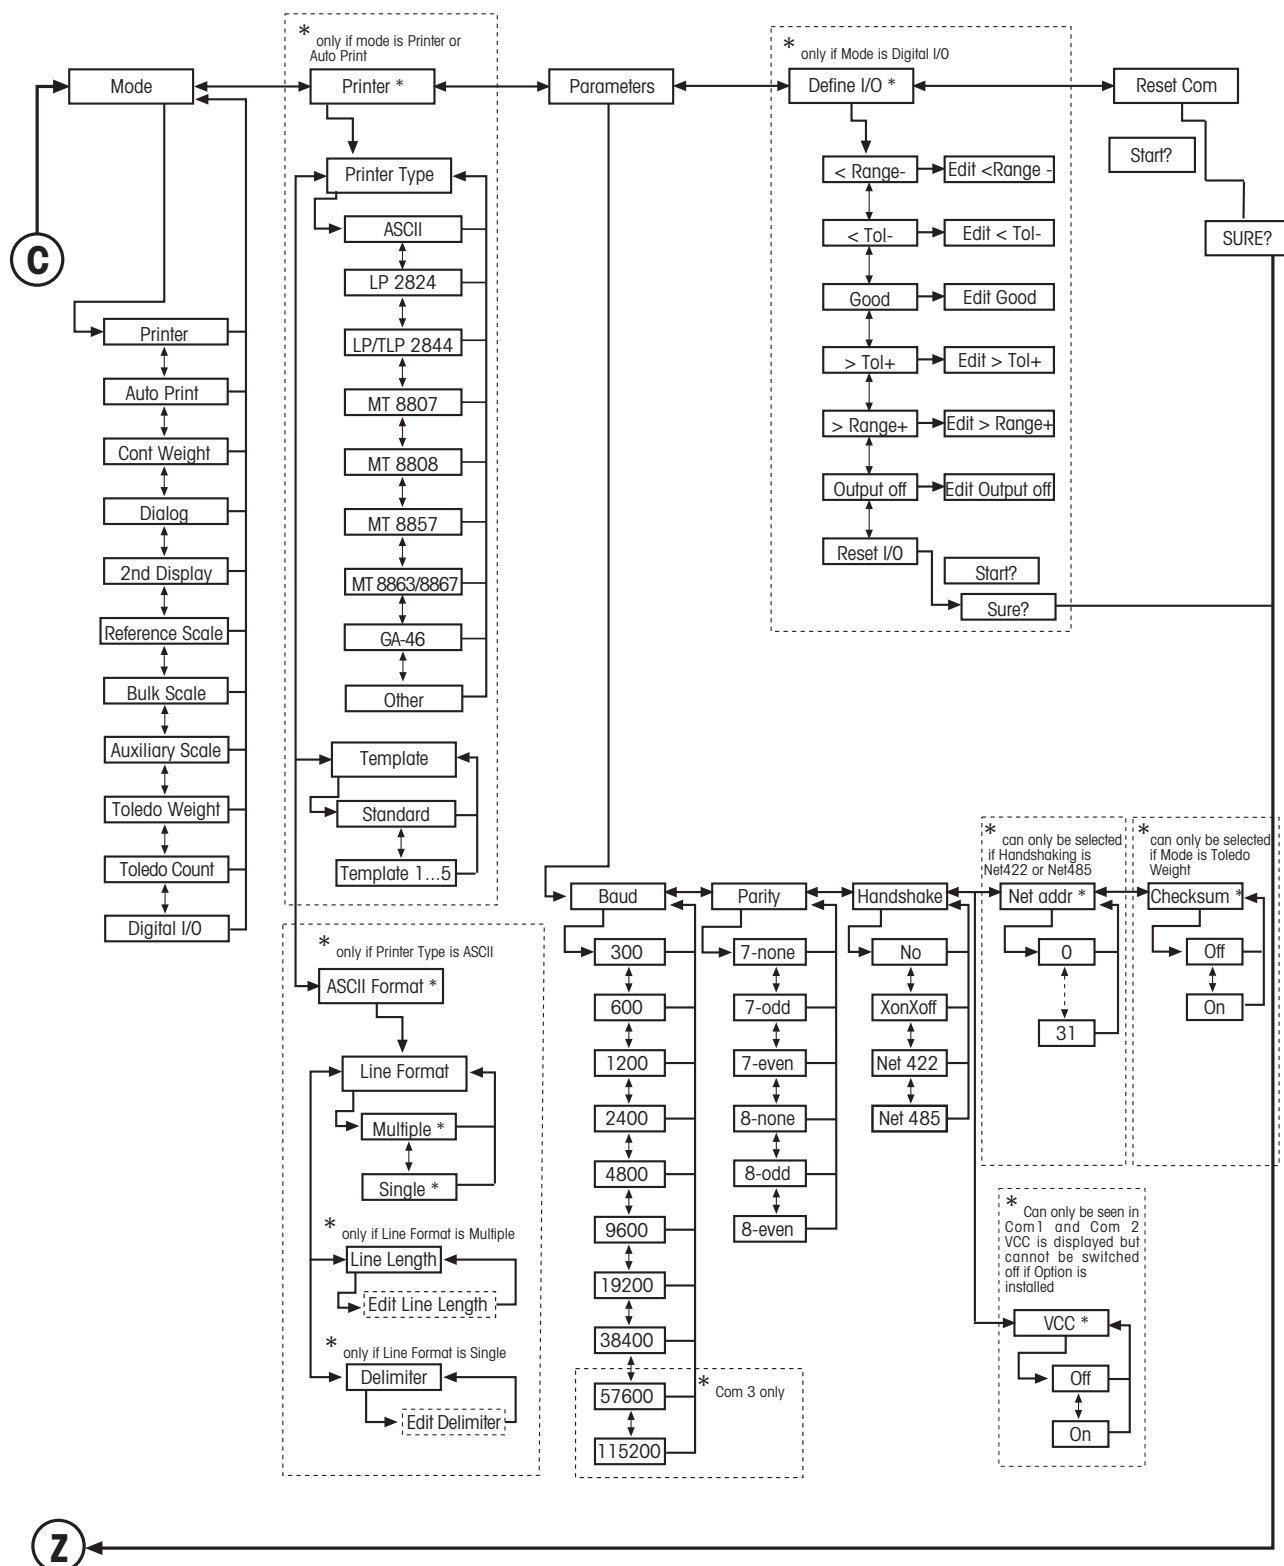 * only if mode is Printer or
Auto Print
* only if Mode is Digital I/O
Mode
Printer *
Parameters
Define I/O *
Reset Com
C
Start?
SURE?
Printer
Auto Print
Cont Weight
Dialog
2nd Display
Reference Scale
Bulk Scale
Auxiliary Scale
Toledo Weight
Toledo Count
Digital I/O
Printer Type
ASCII
LP 2824
LP/TLP 2844
MT 8807
MT 8808
MT 8857
MT 8863/8867
GA-46
Other
Template
Standard
Template 1...5
* only if Printer Type is ASCII
ASCII Format *
Line Format
Multiple *
Single *
* only if Line Format is Multiple
Line Length
Edit Line Length
* only if Line Format is Single
Delimiter
Edit Delimiter
< Range-
Edit <Range -
< Tol-
Edit < Tol-
Good
Edit Good
> Tol+
Edit > Tol+
> Range+
Edit > Range+
Output off
Edit Output off
Reset I/O
Start?
Sure?
Baud
300
600
1200
2400
4800
9600
19200
38400
57600
115200
* Com 3 only
Parity
7-none
7-odd
7-even
8-none
8-odd
8-even
Handshake
No
XonXoff
Net 422
Net 485
* can only be selected
if Handshaking is
Net422 or Net485
Net addr *
0
31
* can only be selected
if Mode is Toledo
Weight
Checksum *
Off
On
* Can only be seen in
Com1 and Com 2
VCC is displayed but
cannot be switched
off if Option is
installed
VCC *
Off
On
Z